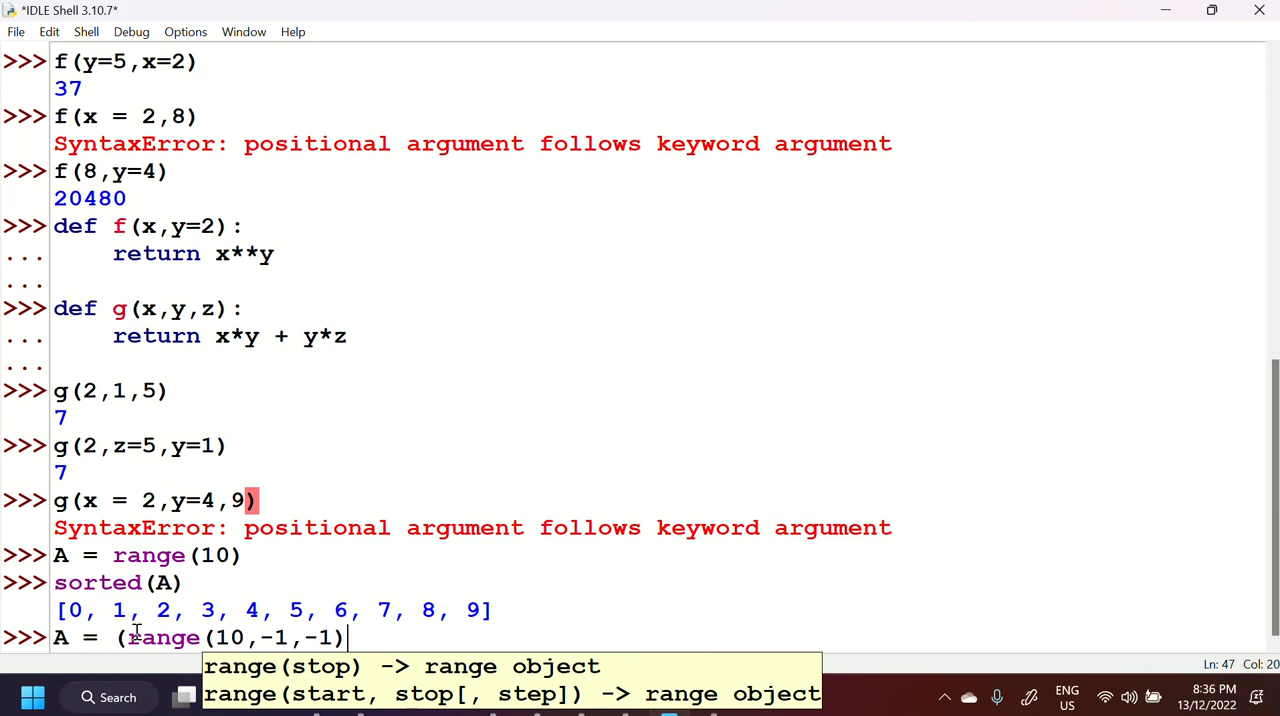 *IDLE Shell 3.10.7*
File Edit Shell Debug Options Window Help
>>> f(y=5,x=2)
37
>>> f(x = 2,8)
SyntaxError: positional argument follows keyword argument
>>> f(8,y=4)
20480
>>> def f(x,y=2):
... return x**y
...
>>> def g(x,y,z):
... return x*y + y*z
...
>>> g(2,1,5)
7
>>> g(2,z=5,y=1)
7
>>> g(x = 2,y=4,9)
SyntaxError: positional argument follows keyword argument
>>> A = range(10)
>>> sorted(A)
[0, 1, 2, 3, 4, 5, 6, 7, 8, 9]
>>> A = (range(10,-1,-1)
range(stop) -> range object
range(start, stop[, step]) -> range object
Ln: 47 Col: 20
Search
ENG
US
8:36 PM
13/12/2022